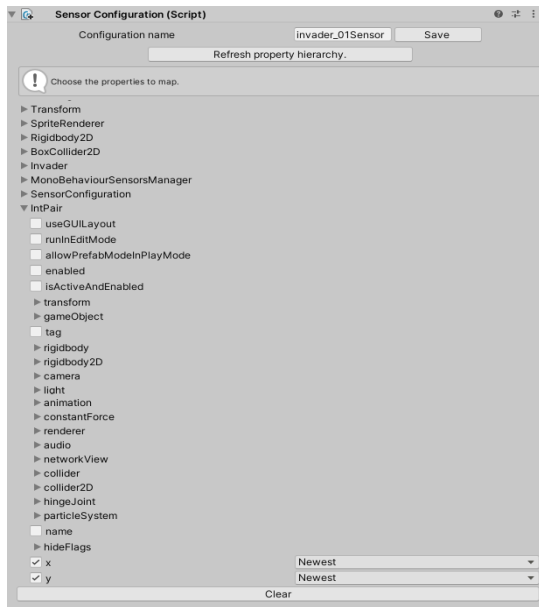 Sensor Configuration (Script)
Configuration name invader_01Sensor Save
Refresh property hierarchy.
Choose the properties to map.
Transform
SpriteRenderer
Rigidbody2D
BoxCollider2D
Invader
MonoBehaviourSensorsManager
SensorConfiguration
IntPair
useGUILayout
runInEditMode
allowPrefabModeInPlayMode
enabled
isActiveAndEnabled
transform
gameObject
tag
rigidbody
rigidbody2D
camera
light
animation
constantForce
renderer
audio
networkView
collider
collider2D
hingeJoint
particleSystem
name
hideFlags
x Newest
y Newest
Clear